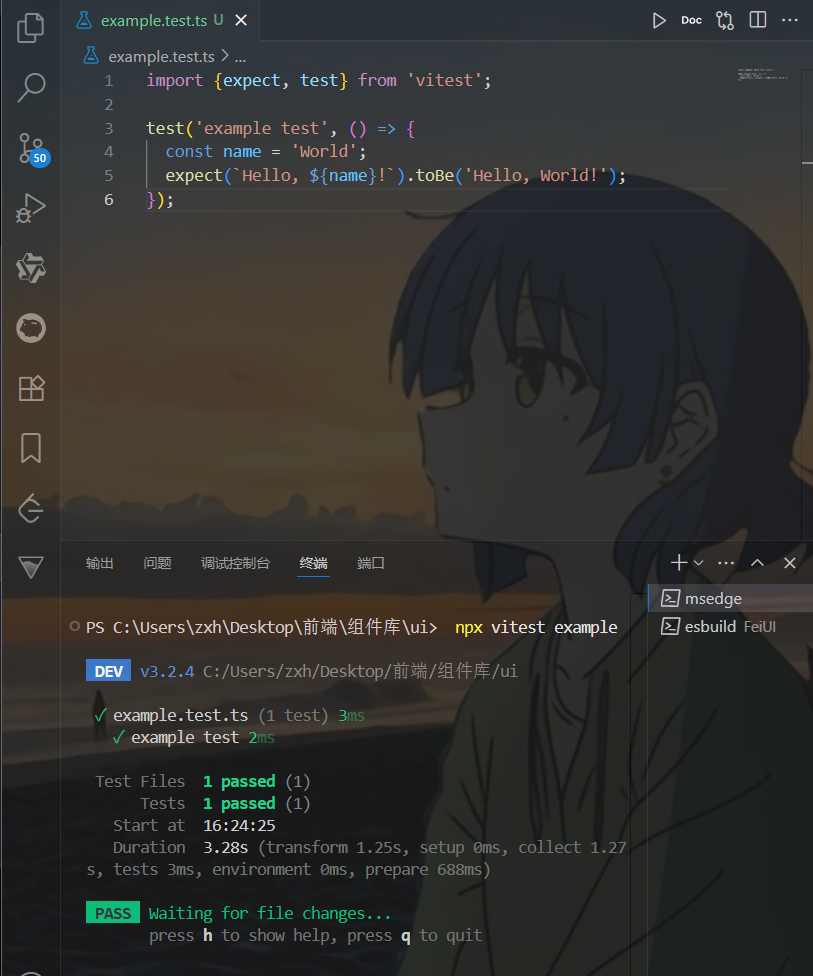 example.test.ts U
Doc
example.test.ts > ...
1 import {expect, test} from 'vitest';
2
3 test('example test', () => {
4 const name = 'World';
5 expect(`Hello, ${name}!`).toBe('Hello, World!');
6 });
50
输出 问题 调试控制台 终端 端口
msedge
esbuild FeiUI
PS C:\Users\zxh\Desktop\前端\组件库\ui> npx vitest example
DEV v3.2.4 C:/Users/zxh/Desktop/前端/组件库/ui
✓ example.test.ts (1 test) 3ms
✓ example test 2ms
Test Files 1 passed (1)
Tests 1 passed (1)
Start at 16:24:25
Duration 3.28s (transform 1.25s, setup 0ms, collect 1.27
s, tests 3ms, environment 0ms, prepare 688ms)
PASS Waiting for file changes...
press h to show help, press q to quit